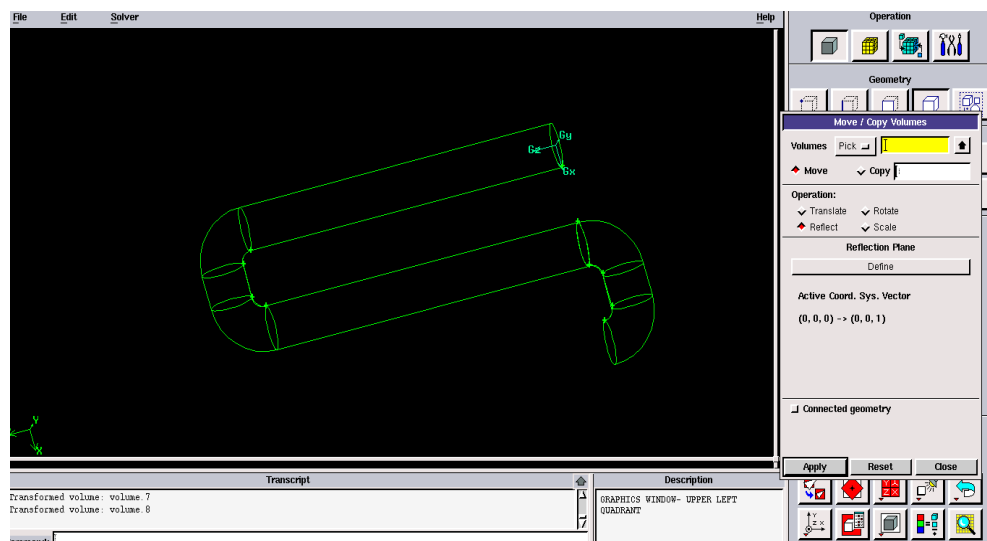 File Edit Solver Help
Operation
Geometry
Move / Copy Volumes
Volumes Pick
Move Copy
Operation:
Translate Rotate
Reflect Scale
Reflection Plane
Define
Active Coord. Sys. Vector
(0, 0, 0) -> (0, 0, 1)
Connected geometry
Apply Reset Close
Gy
Gz
Gx
Y
X
Transcript
Transformed volume: volume.7
Transformed volume: volume.8
Description
GRAPHICS WINDOW- UPPER LEFT
QUADRANT